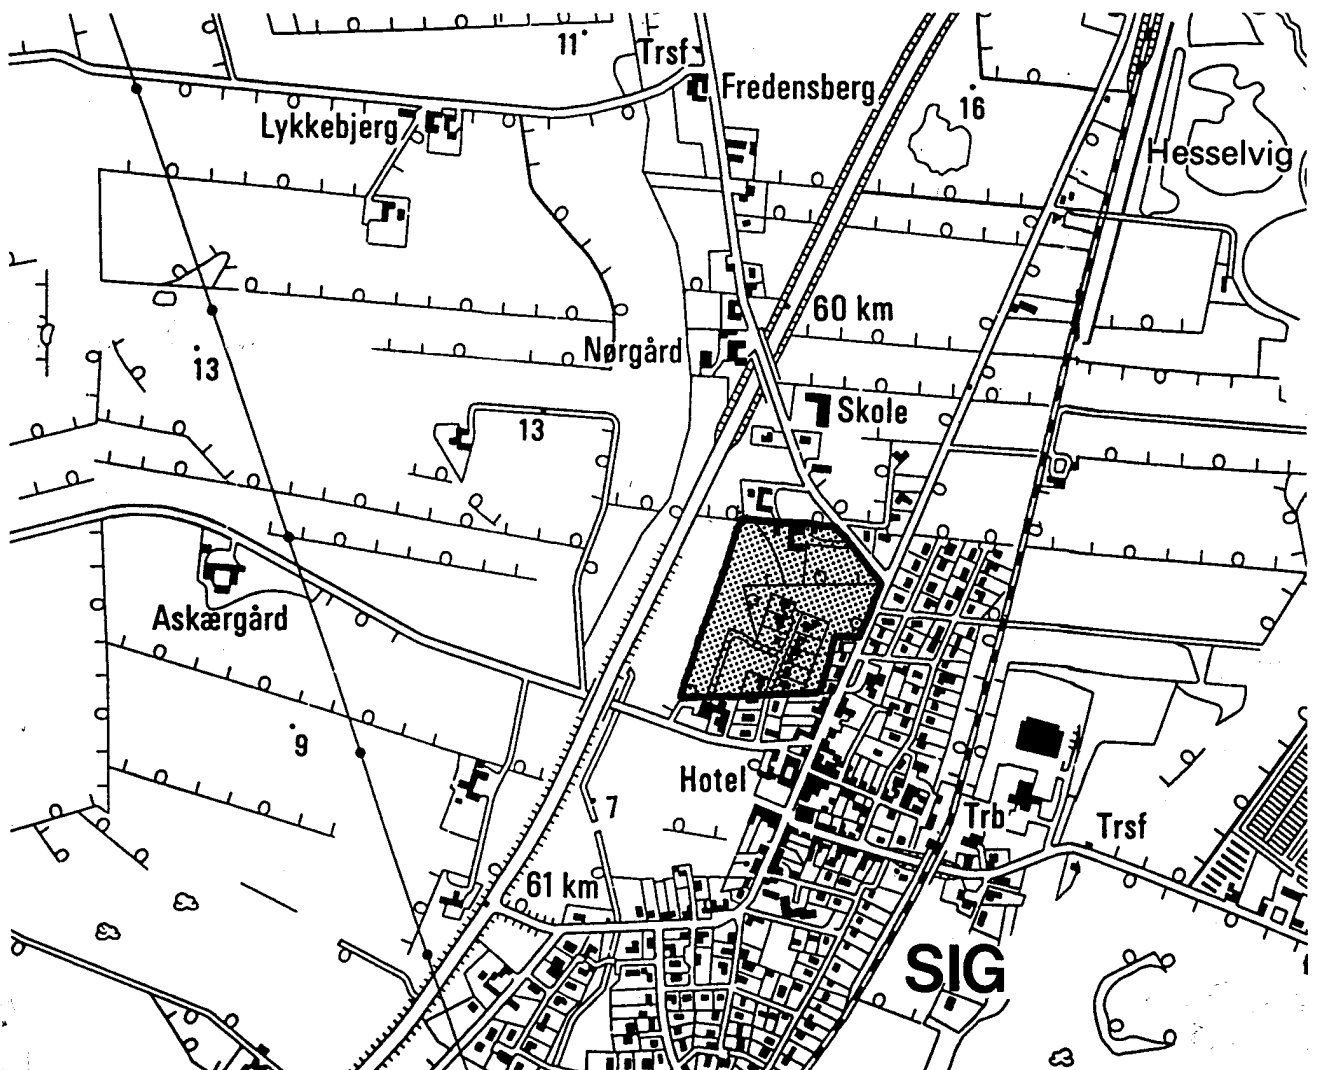 11
Trsf
Fredensberg
16
Lykkebjerg
Hesselvig
60 km
Nørgård
13
Skole
13
Askærgård
9
Hotel
7
Trb
Trsf
61 km
SIG